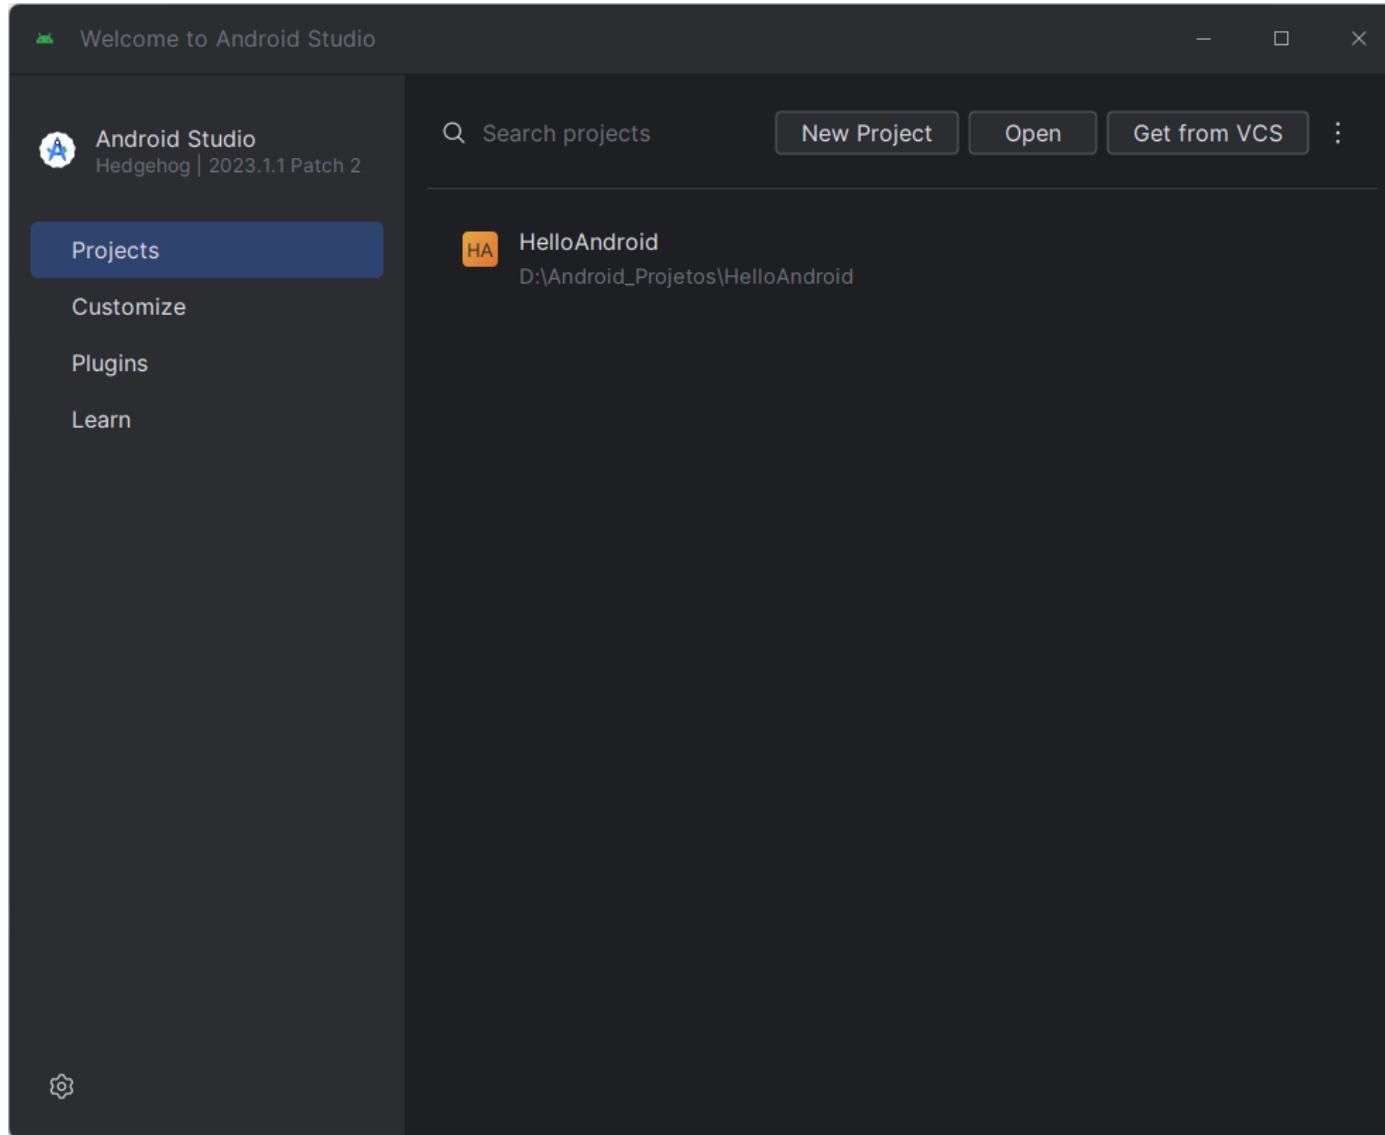 Welcome to Android Studio
Android Studio
Hedgehog | 2023.1.1 Patch 2
Projects
Customize
Plugins
Learn
Search projects
New Project
Open
Get from VCS
HA
HelloAndroid
D:\Android_Projetos\HelloAndroid